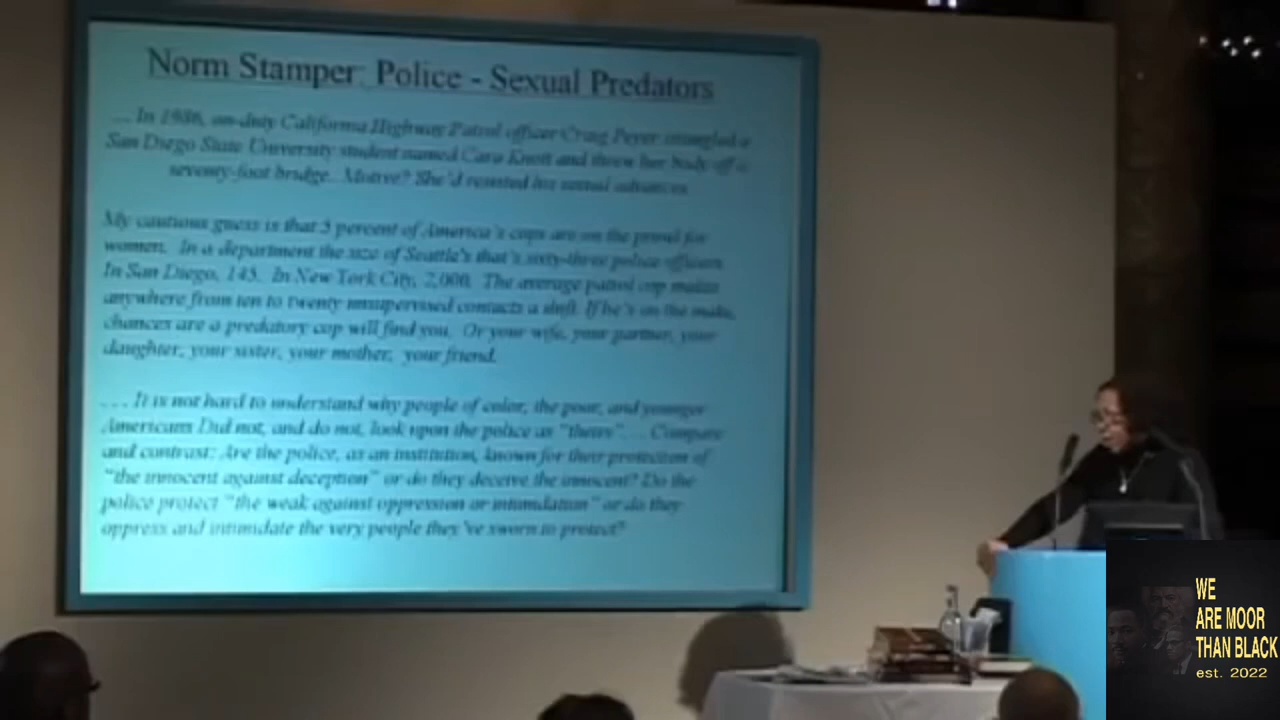 Norm Stamper: Police - Sexual Predators
.... In 1986, on-duty California Highway Patrol officer Craig Peyer strangled a
San Diego State University student named Cara Knott and threw her body off a
seventy-foot bridge. Motive? She'd resisted his sexual advances.
My cautious guess is that 5 percent of America's cops are on the prowl for
women. In a department the size of Seattle's that's sixty-three police officers.
In San Diego, 145. In New York City, 2,000. The average patrol cop makes
anywhere from ten to twenty unsupervised contacts a shift. If he's on the make,
chances are a predatory cop will find you. Or your wife, your partner, your
daughter, your sister, your mother, your friend.
. . . . It is not hard to understand why people of color, the poor, and younger
Americans Did not, and do not, look upon the police as "theirs". . . Compare
and contrast: Are the police, as an institution, known for their protection of
"the innocent against deception" or do they deceive the innocent? Do the
police protect "the weak against oppression or intimidation" or do they
oppress and intimidate the very people they've sworn to protect?
WE
ARE MOOR
THAN BLACK
est. 2022